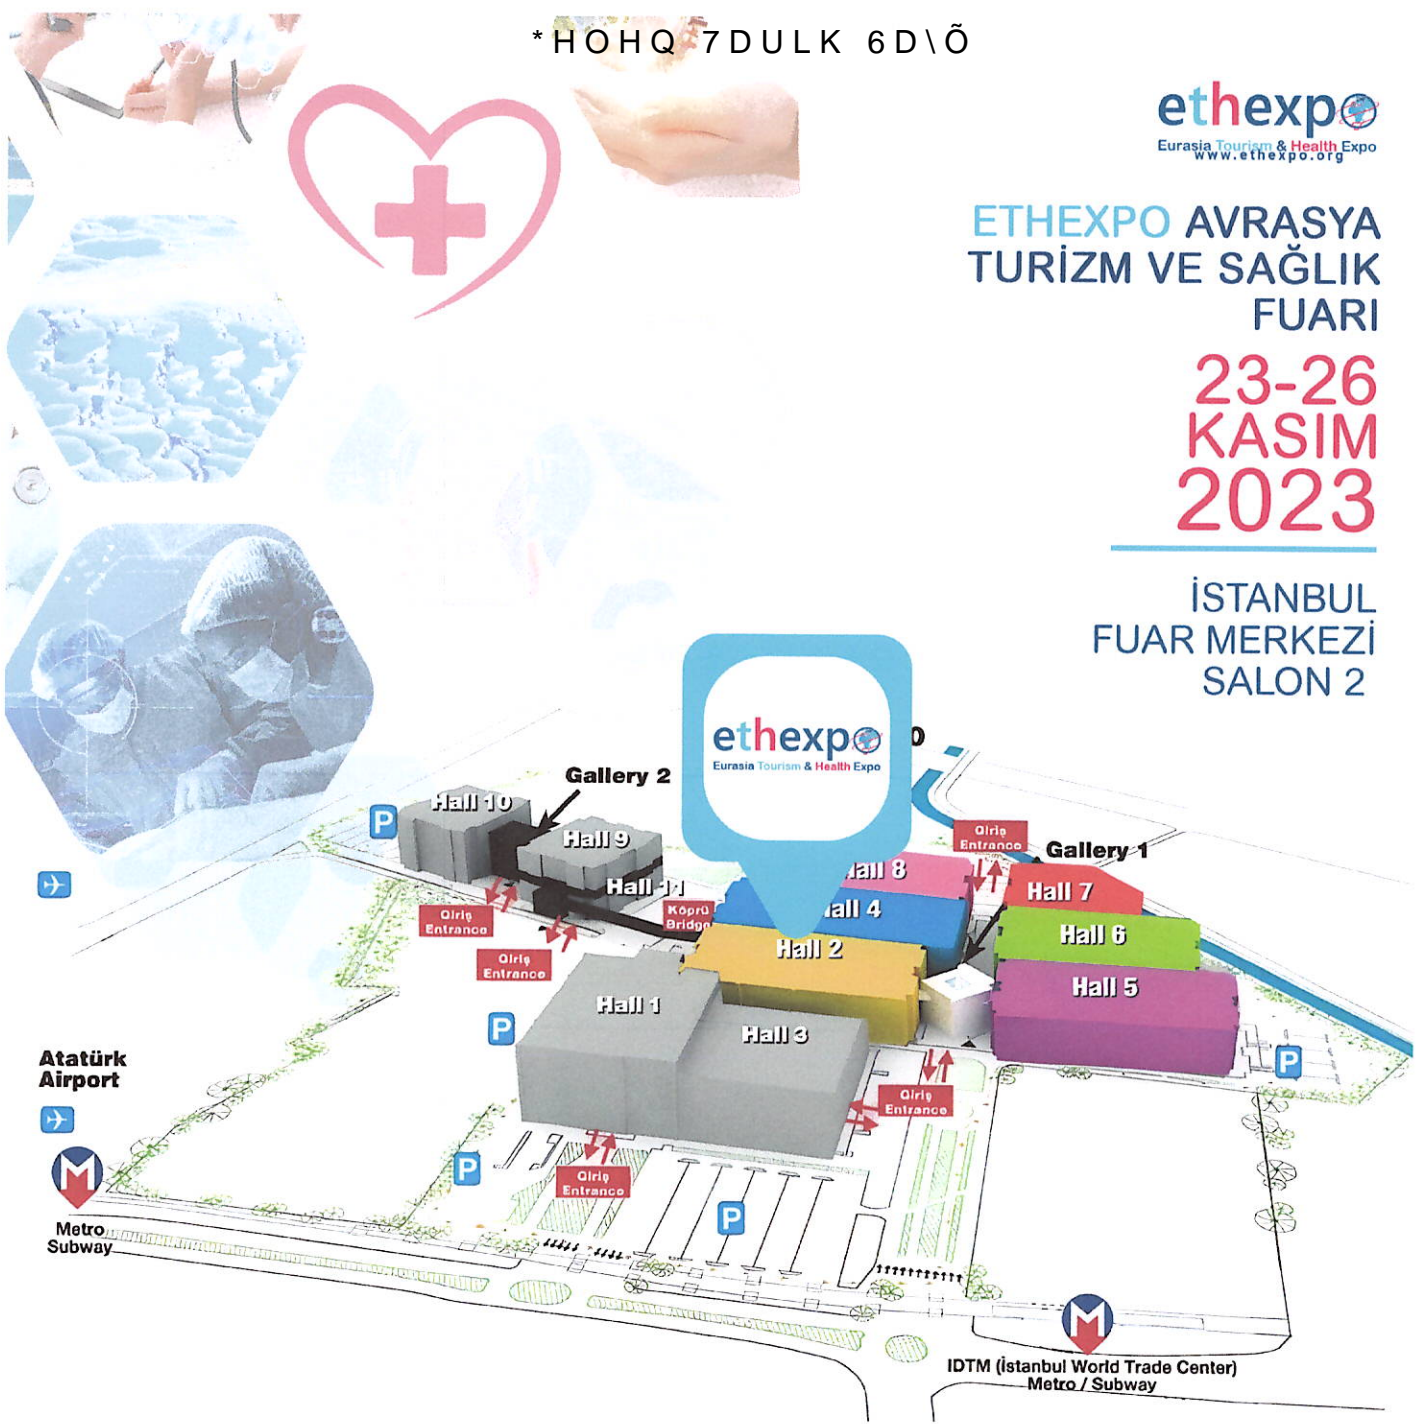 *HOHQ 7DULK 6D\Õ
ethexpo
Eurasia Tourism & Health Expo
www.ethexpo.org
ETHEXPO AVRASYA
TURİZM VE SAĞLIK
FUARI
23-26
KASIM
2023
İSTANBUL
FUAR MERKEZİ
SALON 2
ethexpo
Eurasia Tourism & Health Expo
Gallery 2
Hall 10
P
Hall 9
Hall 11
Giriş
Entrance
Gallery 1
Hall 8
Hall 7
Köprü
Bridge
Hall 4
Giriş
Entrance
Hall 6
Hall 2
Giriş
Entrance
Hall 5
Hall 1
P
Hall 3
Atatürk
Airport
P
Giriş
Entrance
P
Giriş
Entrance
P
M
Metro
Subway
M
IDTM (İstanbul World Trade Center)
Metro / Subway